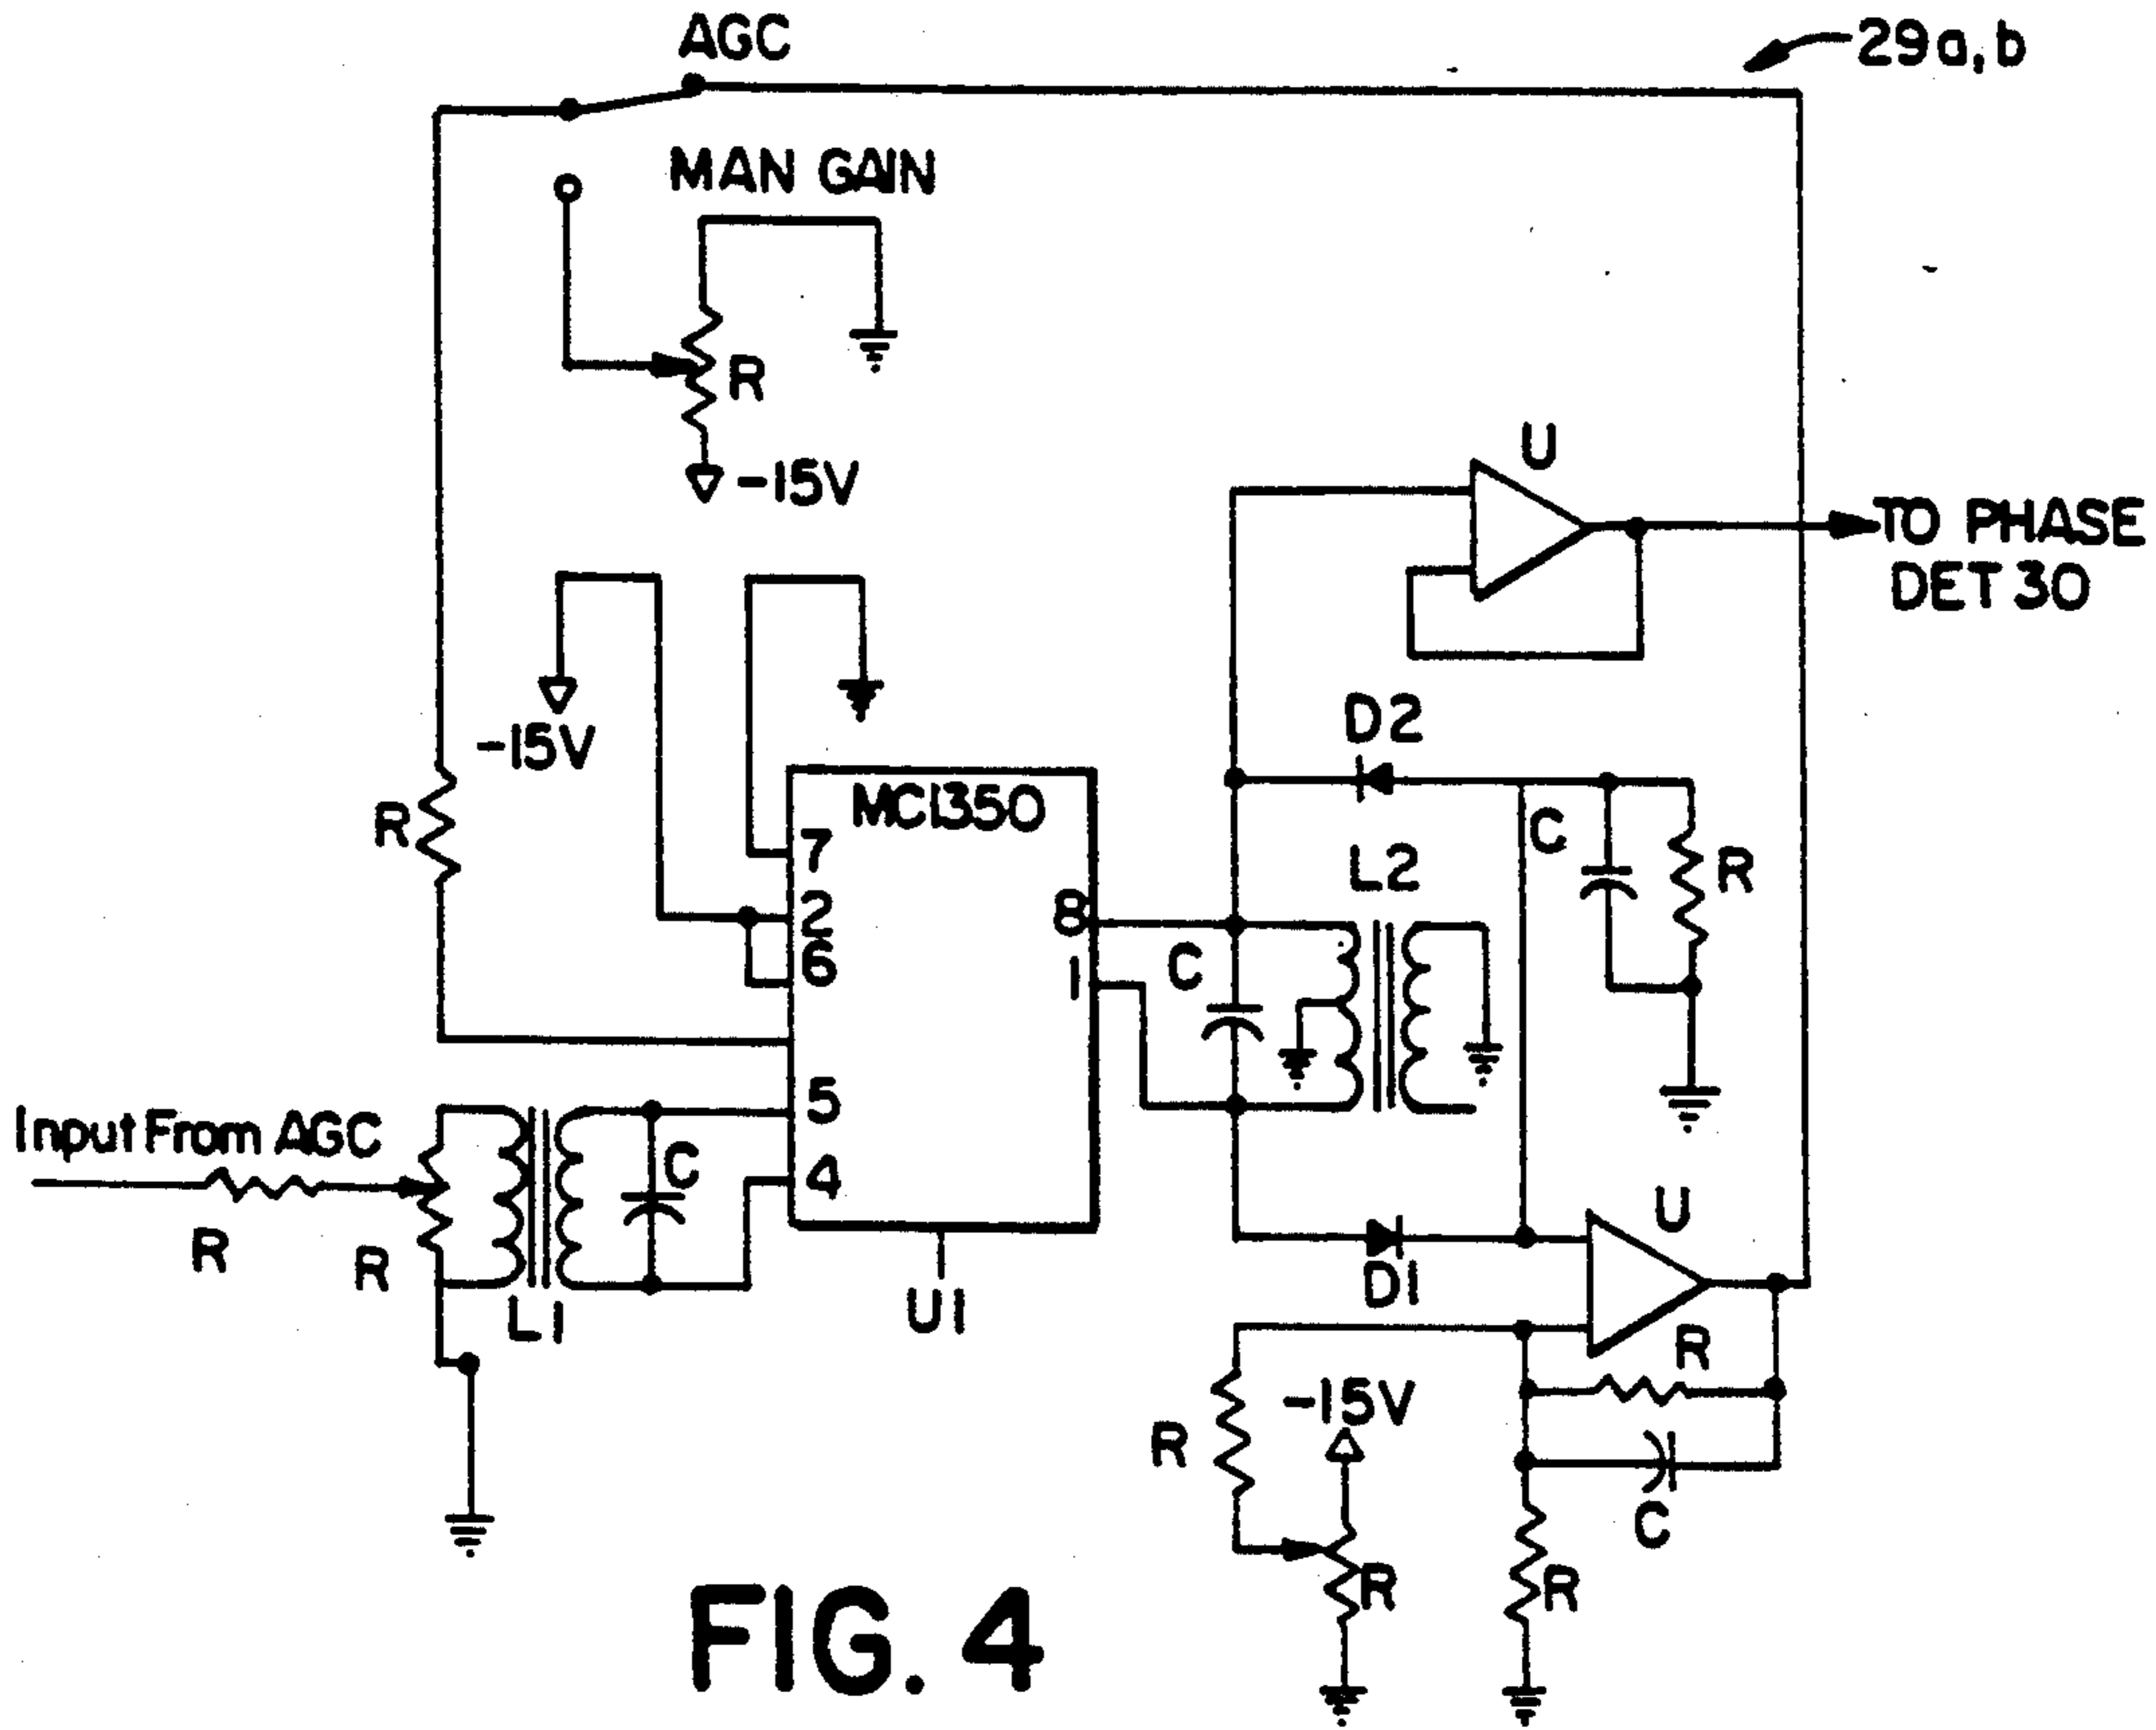 AGC
29a,b
MAN GAIN
R
-15V
U
TO PHASE
DET 30
-15V
D2
R
MC1350
7
2
6
8
1
5
4
C
L2
C
R
Input From AGC
R
R
L1
C
U1
D1
U
R
-15V
R
R
C
R
FIG. 4